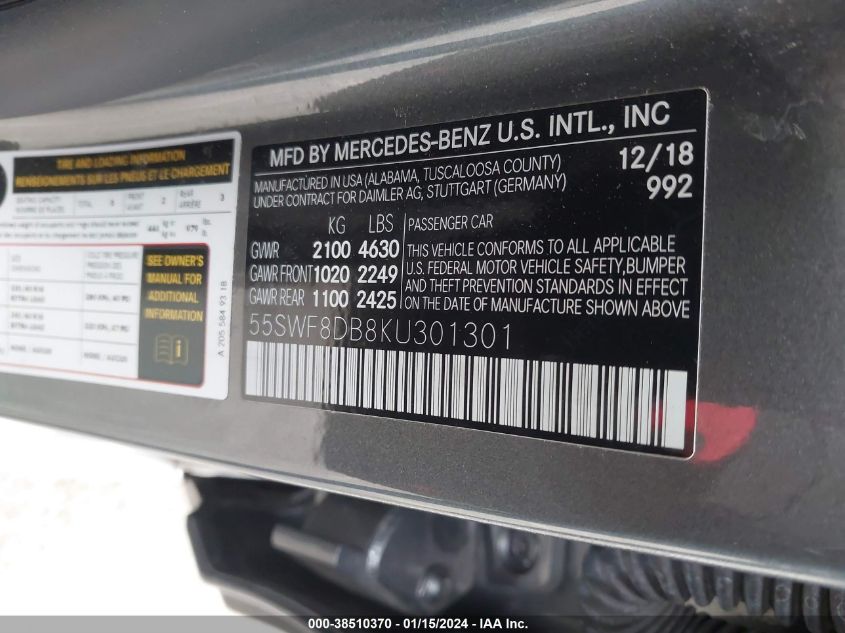 TIRE AND LOADING INFORMATION
RENSEIGNEMENTS SUR LES PNEUS ET LE CHARGEMENT
SEE OWNER'S
MANUAL FOR
ADDITIONAL
INFORMATION
A 205 584 93 18
MFD BY MERCEDES-BENZ U.S. INTL., INC
MANUFACTURED IN USA (ALABAMA, TUSCALOOSA COUNTY)
UNDER CONTRACT FOR DAIMLER AG, STUTTGART (GERMANY)
12/18
992
KG LBS
GVWR 2100 4630
GAWR FRONT 1020 2249
GAWR REAR 1100 2425
PASSENGER CAR
THIS VEHICLE CONFORMS TO ALL APPLICABLE
U.S. FEDERAL MOTOR VEHICLE SAFETY,BUMPER
AND THEFT PREVENTION STANDARDS IN EFFECT
ON THE DATE OF MANUFACTURE SHOWN ABOVE
55SWF8DB8KU301301
000-38510370 - 01/15/2024 - IAA Inc.